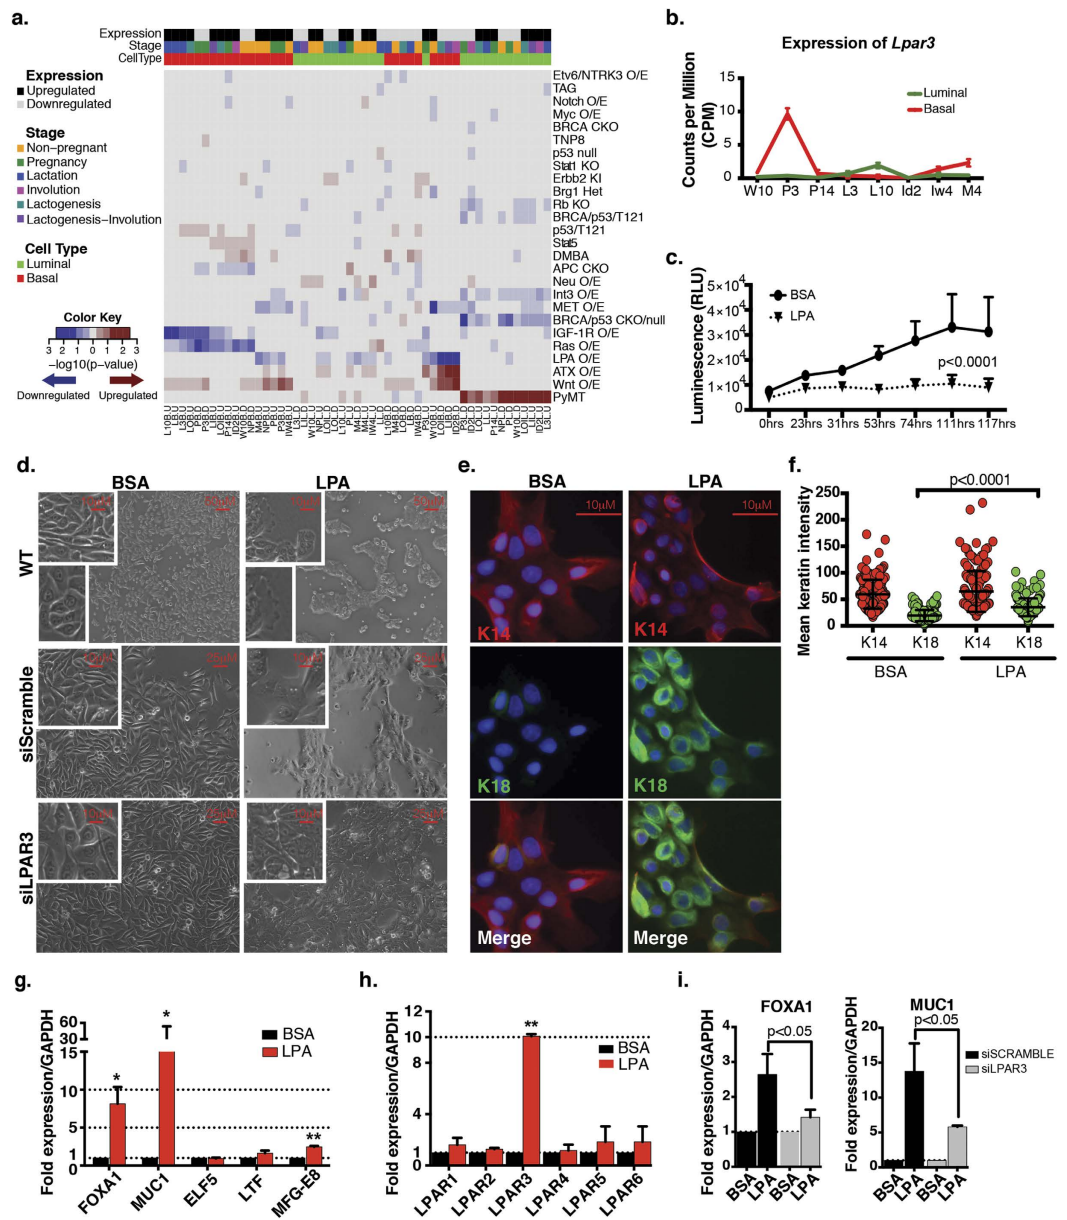 a.
Expression
Stage
CellType
Expression
Upregulated
Downregulated
Stage
Non-pregnant
Pregnancy
Lactation
Involution
Lactogenesis
Lactogenesis-Involution
Cell Type
Luminal
Basal
Color Key
3 2 1 0 1 2 3
-log10(p-value)
Downregulated
Upregulated
Etv6/NTRK3 O/E
TAG
Notch O/E
Myc O/E
BRCA CKO
TNP8
p53 null
Stat1 KO
Erbb2 KI
Brg1 Het
Rb KO
BRCA/p53/T121
p53/T121
Stat5
DMBA
APC CKO
Neu O/E
Int3 O/E
MET O/E
BRCA/p53 CKO/null
IGF-1R O/E
Ras O/E
LPA O/E
ATX O/E
Wnt O/E
PyMT
b.
Expression of Lpar3
Counts per Million
(CPM)
15
10
5
0
Luminal
Basal
W10 P3 P14 L3 L10 Id2 Iw4 M4
c.
Luminescence (RLU)
5×10⁴
4×10⁴
3×10⁴
2×10⁴
1×10⁴
0
BSA
LPA
p<0.0001
0hrs 23hrs 31hrs 53hrs 74hrs 111hrs 117hrs
d.
BSA LPA
WT
siScramble
siLPAR3
e.
BSA LPA
10μM 10μM
K14 K14
K18 K18
Merge Merge
f.
p<0.0001
Mean keratin intensity
250
200
150
100
50
0
K14 K18 K14 K18
BSA LPA
g.
Fold expression/GAPDH
60
30
15
10
5
1
0
BSA
LPA
* * **
FOXA1 MUC1 ELF5 LTF MFG-E8
h.
Fold expression/GAPDH
12
10
4
1
0
**
BSA
LPA
LPAR1 LPAR2 LPAR3 LPAR4 LPAR5 LPAR6
i.
FOXA1
p<0.05
Fold expression/GAPDH
4
3
2
1
0
BSA LPA BSA LPA
MUC1
p<0.05
Fold expression/GAPDH
20
15
10
5
0
BSA LPA BSA LPA
siSCRAMBLE
siLPAR3